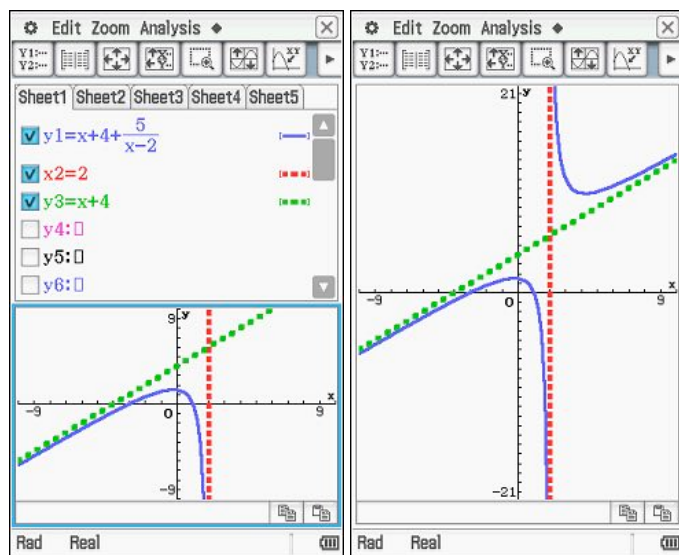 Edit Zoom Analysis ◆
Y1:...
Y2:...
XY
Sheet1 Sheet2 Sheet3 Sheet4 Sheet5
y1=x+4+5/(x−2)
x2=2
y3=x+4
y4:▯
y5:▯
y6:▯
9 y
x
-9 0 9
-9
Rad Real
Edit Zoom Analysis ◆
Y1:...
Y2:...
XY
21 y
x
-9 0 9
-21
Rad Real